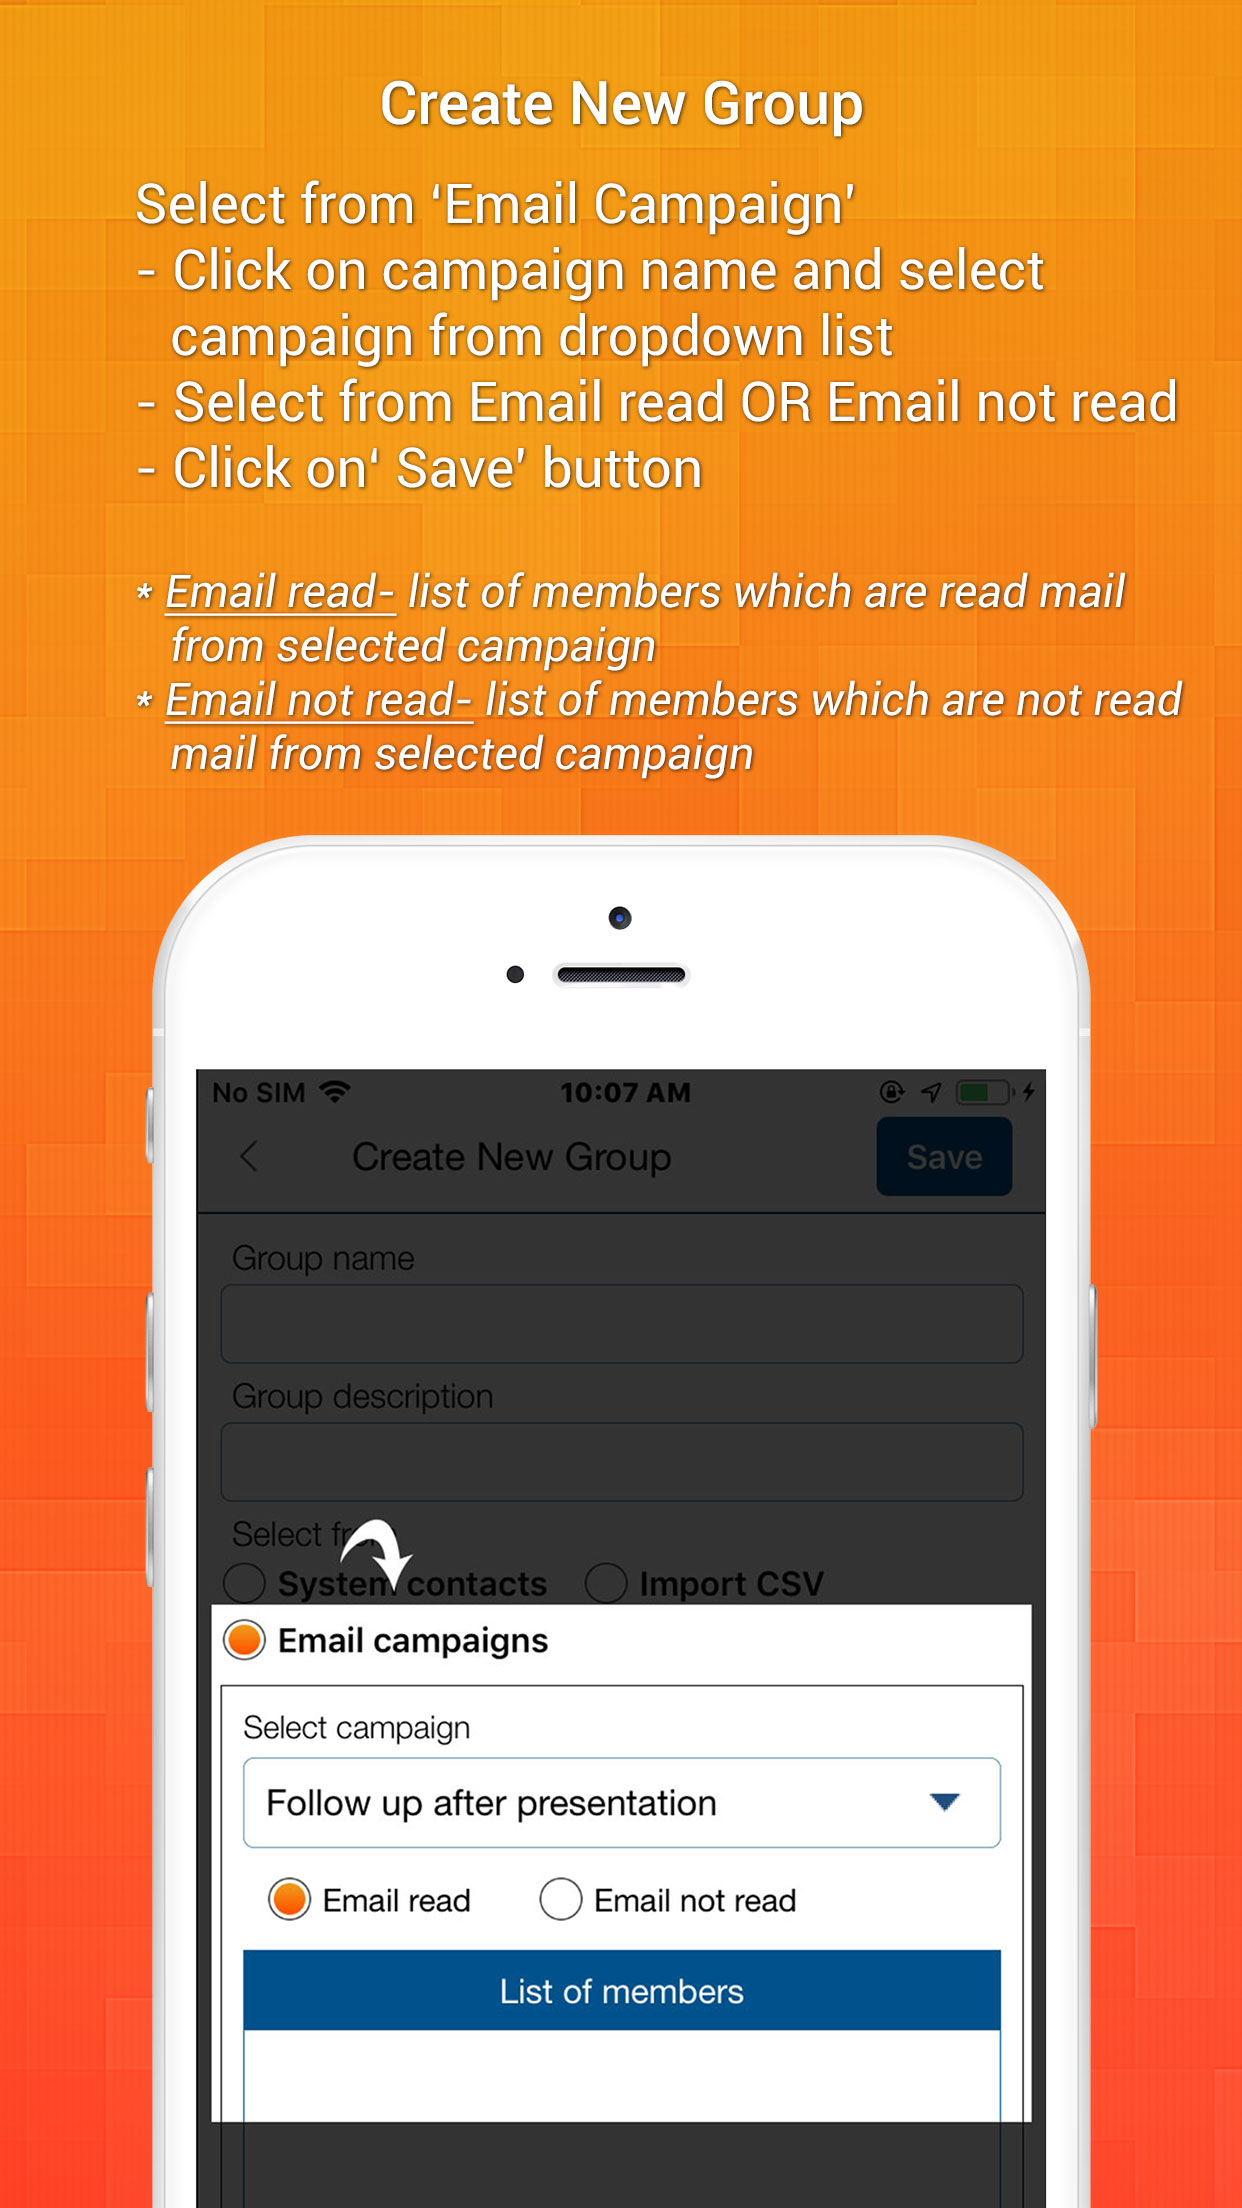 Create New Group
Select from ‘Email Campaign’
- Click on campaign name and select
campaign from dropdown list
- Select from Email read OR Email not read
- Click on‘ Save’ button
* Email read- list of members which are read mail
from selected campaign
* Email not read- list of members which are not read
mail from selected campaign
No SIM 10:07 AM
Create New Group Save
Group name
Group description
Select from
System contacts Import CSV
Email campaigns
Select campaign
Follow up after presentation
Email read Email not read
List of members